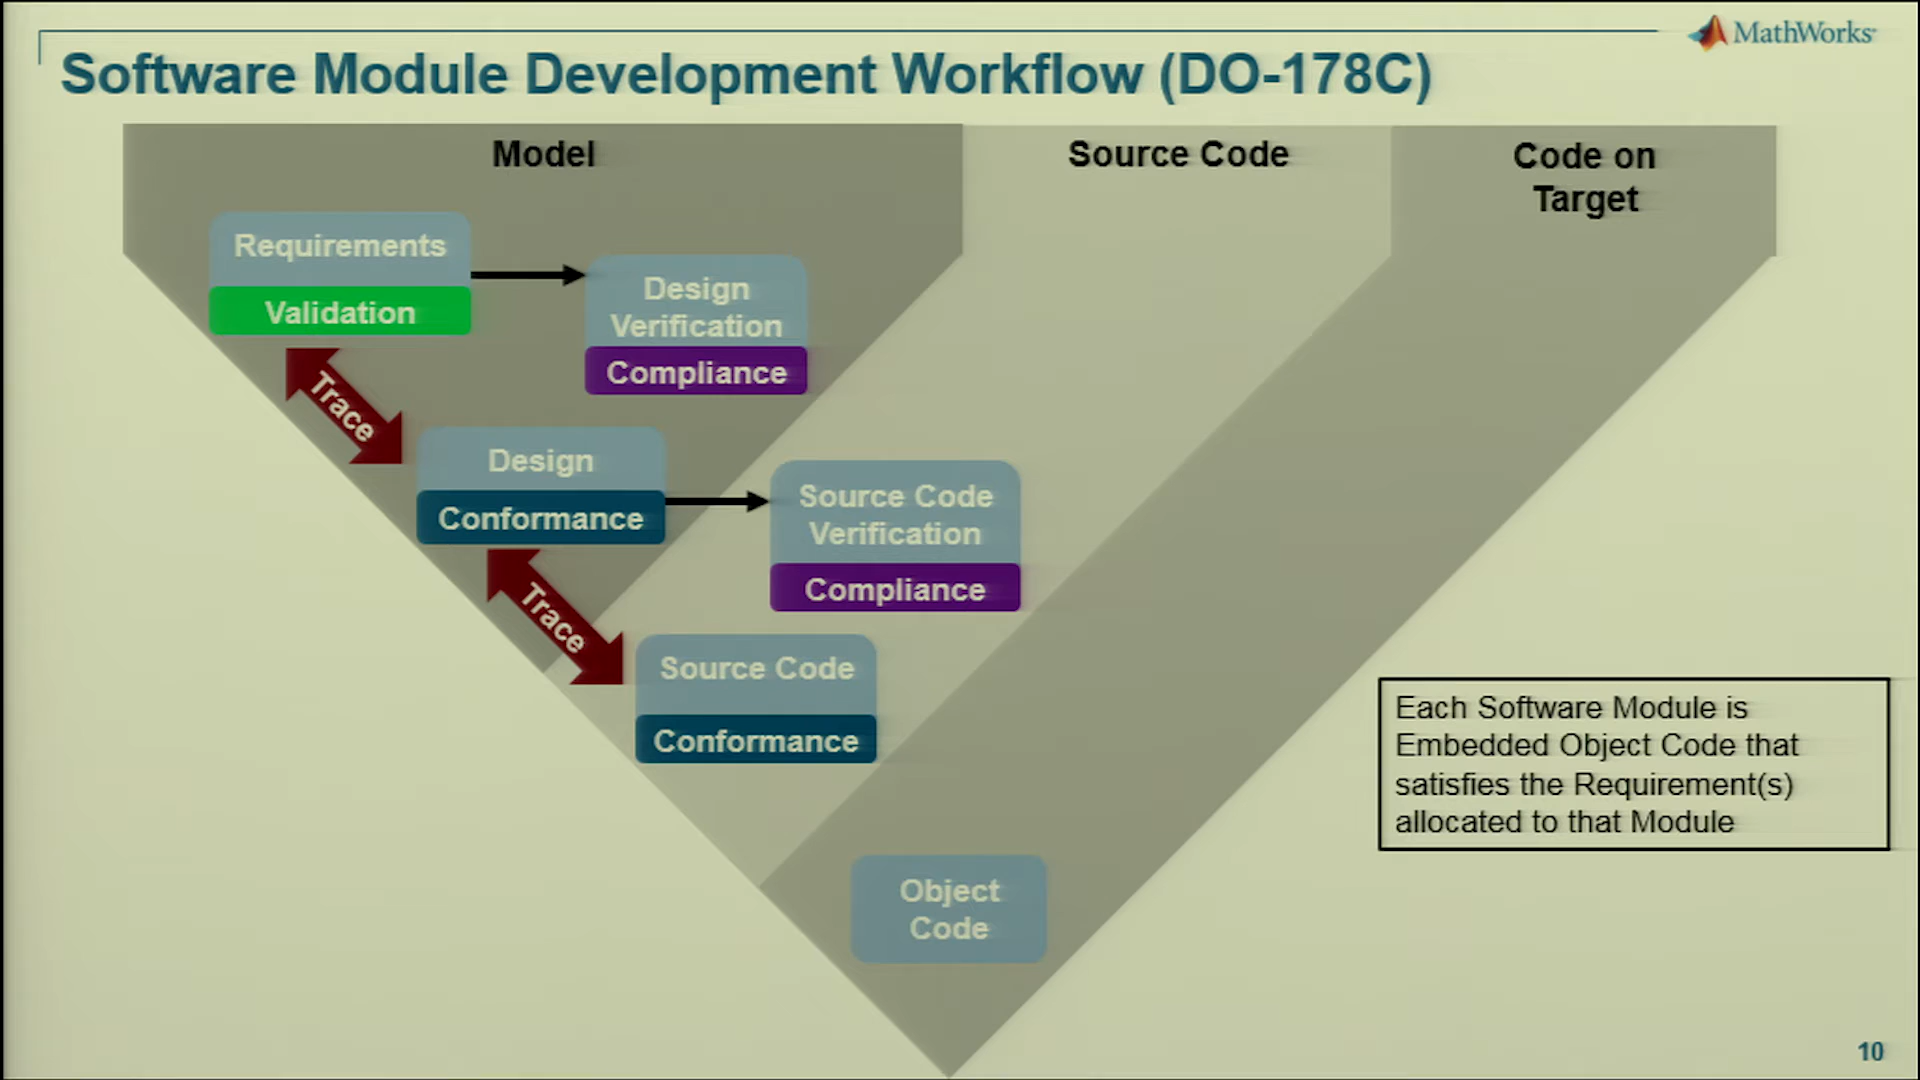 MathWorks
Software Module Development Workflow (DO-178C)
Model
Source Code
Code on
Target
Requirements
Validation
Design
Verification
Compliance
Trace
Design
Conformance
Source Code
Verification
Compliance
Trace
Source Code
Conformance
Each Software Module is
Embedded Object Code that
satisfies the Requirement(s)
allocated to that Module
Object
Code
10